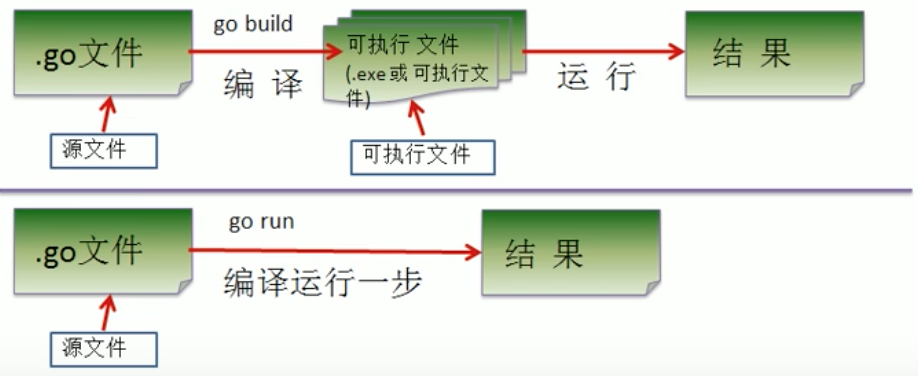 .go文件
go build
编 译
可执行 文件
(.exe或 可执行文
件)
运 行
结 果
源文件
可执行文件
.go文件
go run
编译运行一步
结 果
源文件